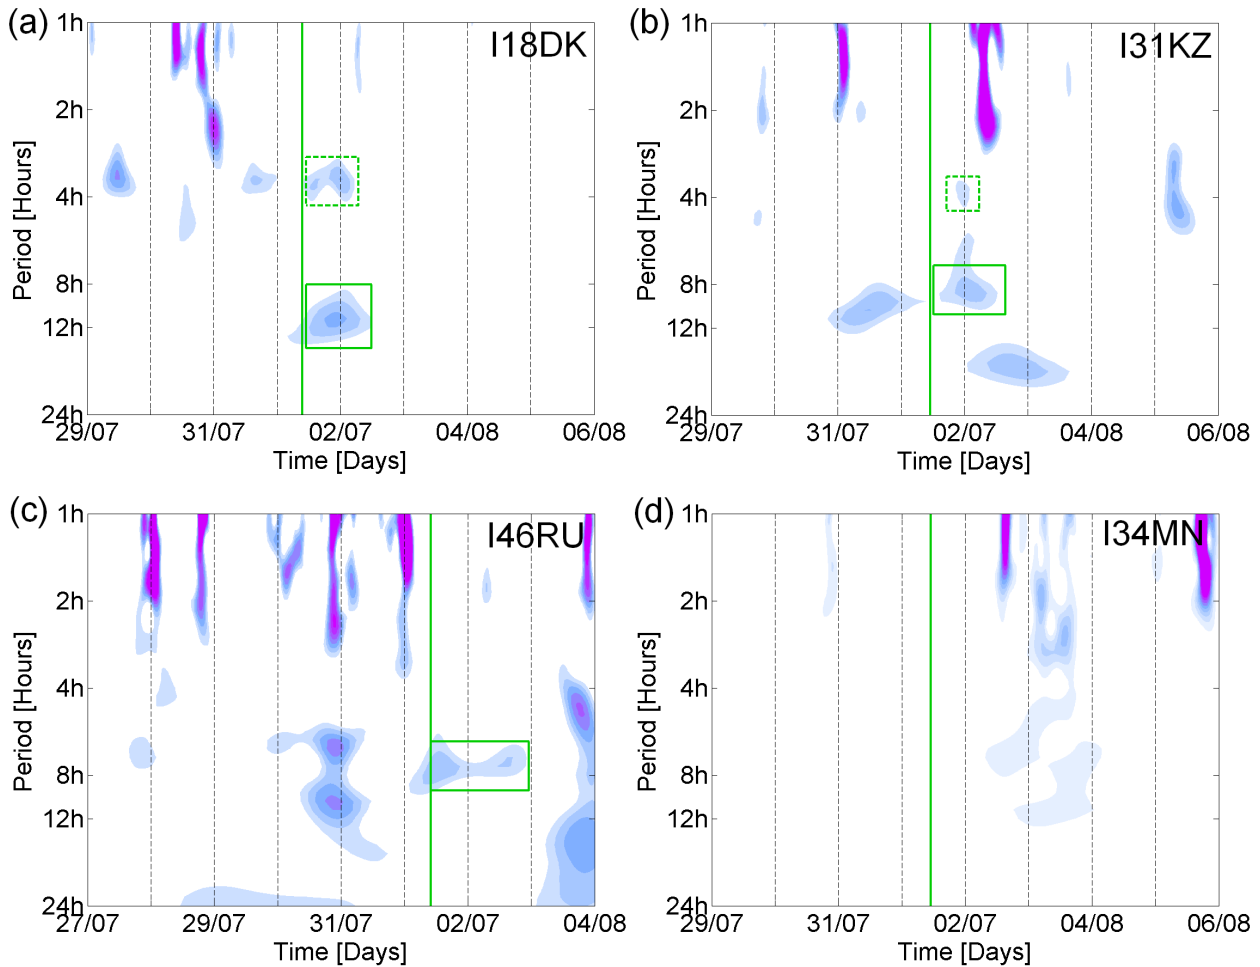 (a)
I18DK
1h
2h
4h
8h
12h
24h
Period [Hours]
29/07
31/07
02/07
04/08
06/08
Time [Days]
(b)
I31KZ
1h
2h
4h
8h
12h
24h
Period [Hours]
29/07
31/07
02/07
04/08
06/08
Time [Days]
(c)
I46RU
1h
2h
4h
8h
12h
24h
Period [Hours]
27/07
29/07
31/07
02/07
04/08
Time [Days]
(d)
I34MN
1h
2h
4h
8h
12h
24h
Period [Hours]
29/07
31/07
02/07
04/08
06/08
Time [Days]